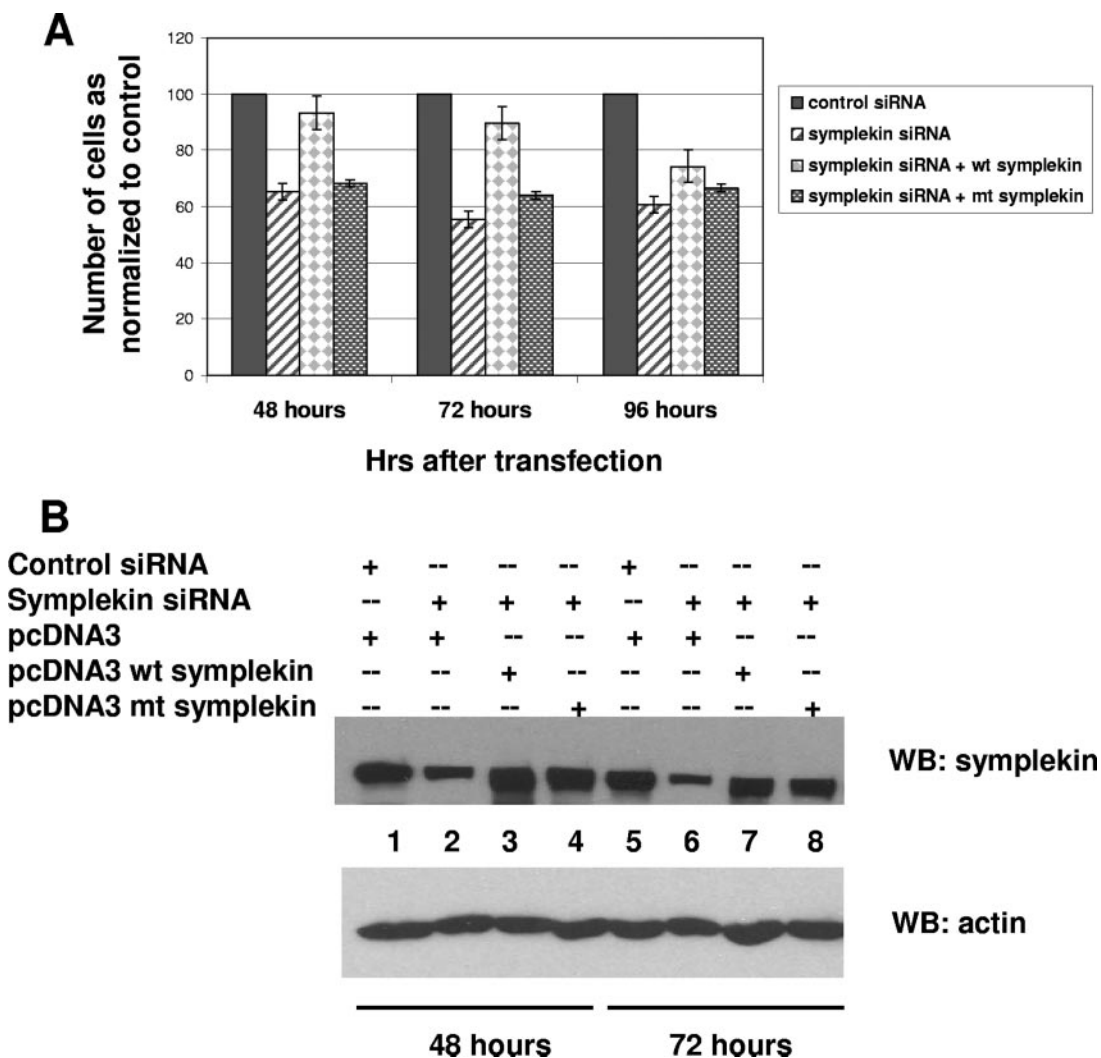 A
Number of cells as
normalized to control
120
100
80
60
40
20
0
48 hours
72 hours
96 hours
Hrs after transfection
control siRNA
symplekin siRNA
symplekin siRNA + wt symplekin
symplekin siRNA + mt symplekin
B
Control siRNA + -- -- -- + -- -- --
Symplekin siRNA -- + + + -- + + +
pcDNA3 + + -- -- + + -- --
pcDNA3 wt symplekin -- -- + -- -- -- + --
pcDNA3 mt symplekin -- -- -- + -- -- -- +
WB: symplekin
1 2 3 4 5 6 7 8
WB: actin
48 hours 72 hours